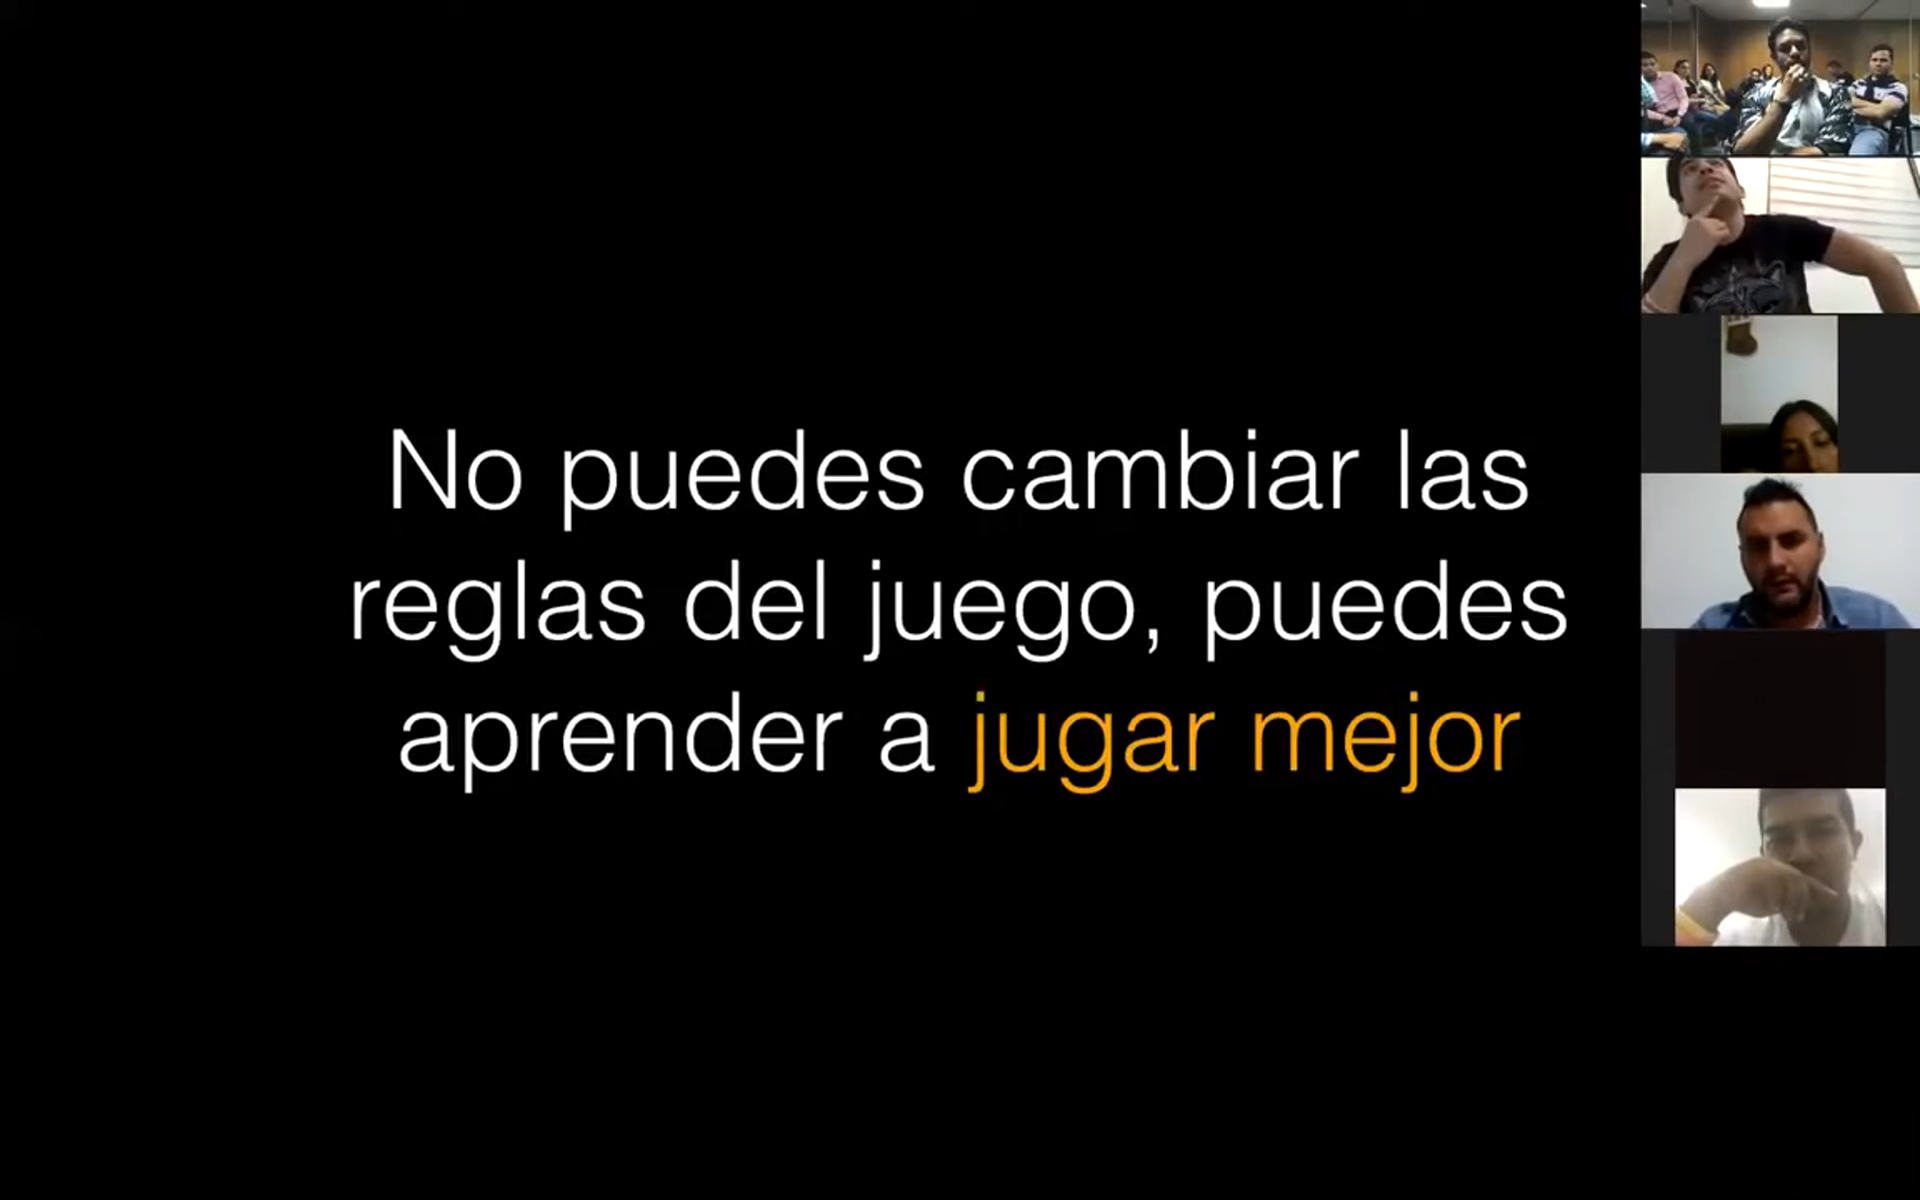 No puedes cambiar las
reglas del juego, puedes
aprender a jugar mejor